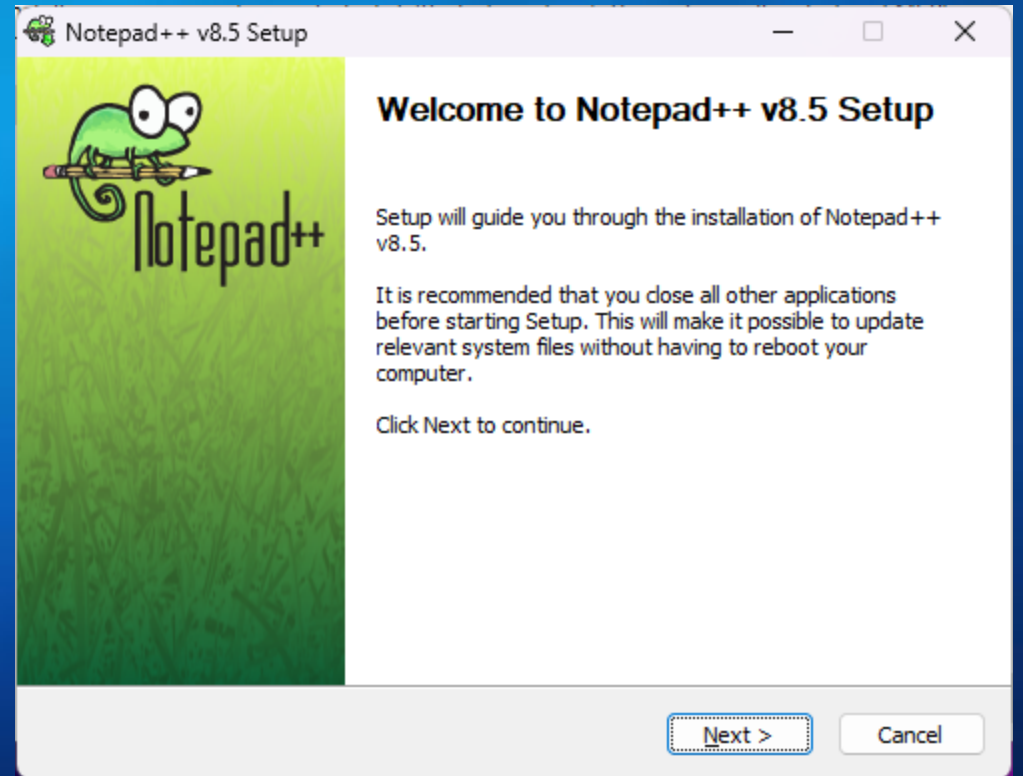 Notepad++ v8.5 Setup
Notepad++
Welcome to Notepad++ v8.5 Setup
Setup will guide you through the installation of Notepad++
v8.5.
It is recommended that you close all other applications
before starting Setup. This will make it possible to update
relevant system files without having to reboot your
computer.
Click Next to continue.
Next >
Cancel